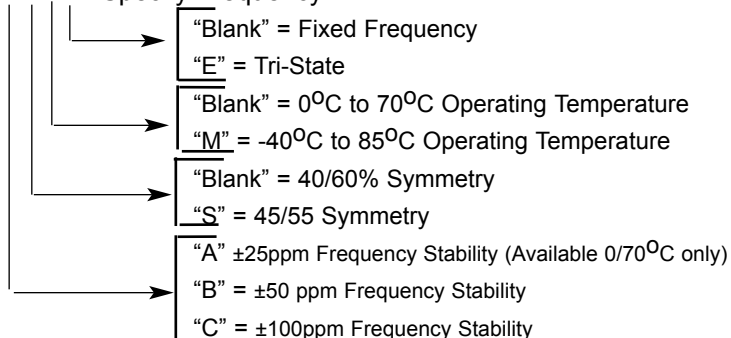 "Blank" = Fixed Frequency
"E" = Tri-State
"Blank" = 0°C to 70°C Operating Temperature
"M" = -40°C to 85°C Operating Temperature
"Blank" = 40/60% Symmetry
"S" = 45/55 Symmetry
"A" ±25ppm Frequency Stability (Available 0/70°C only)
"B" = ±50 ppm Frequency Stability
"C" = ±100ppm Frequency Stability